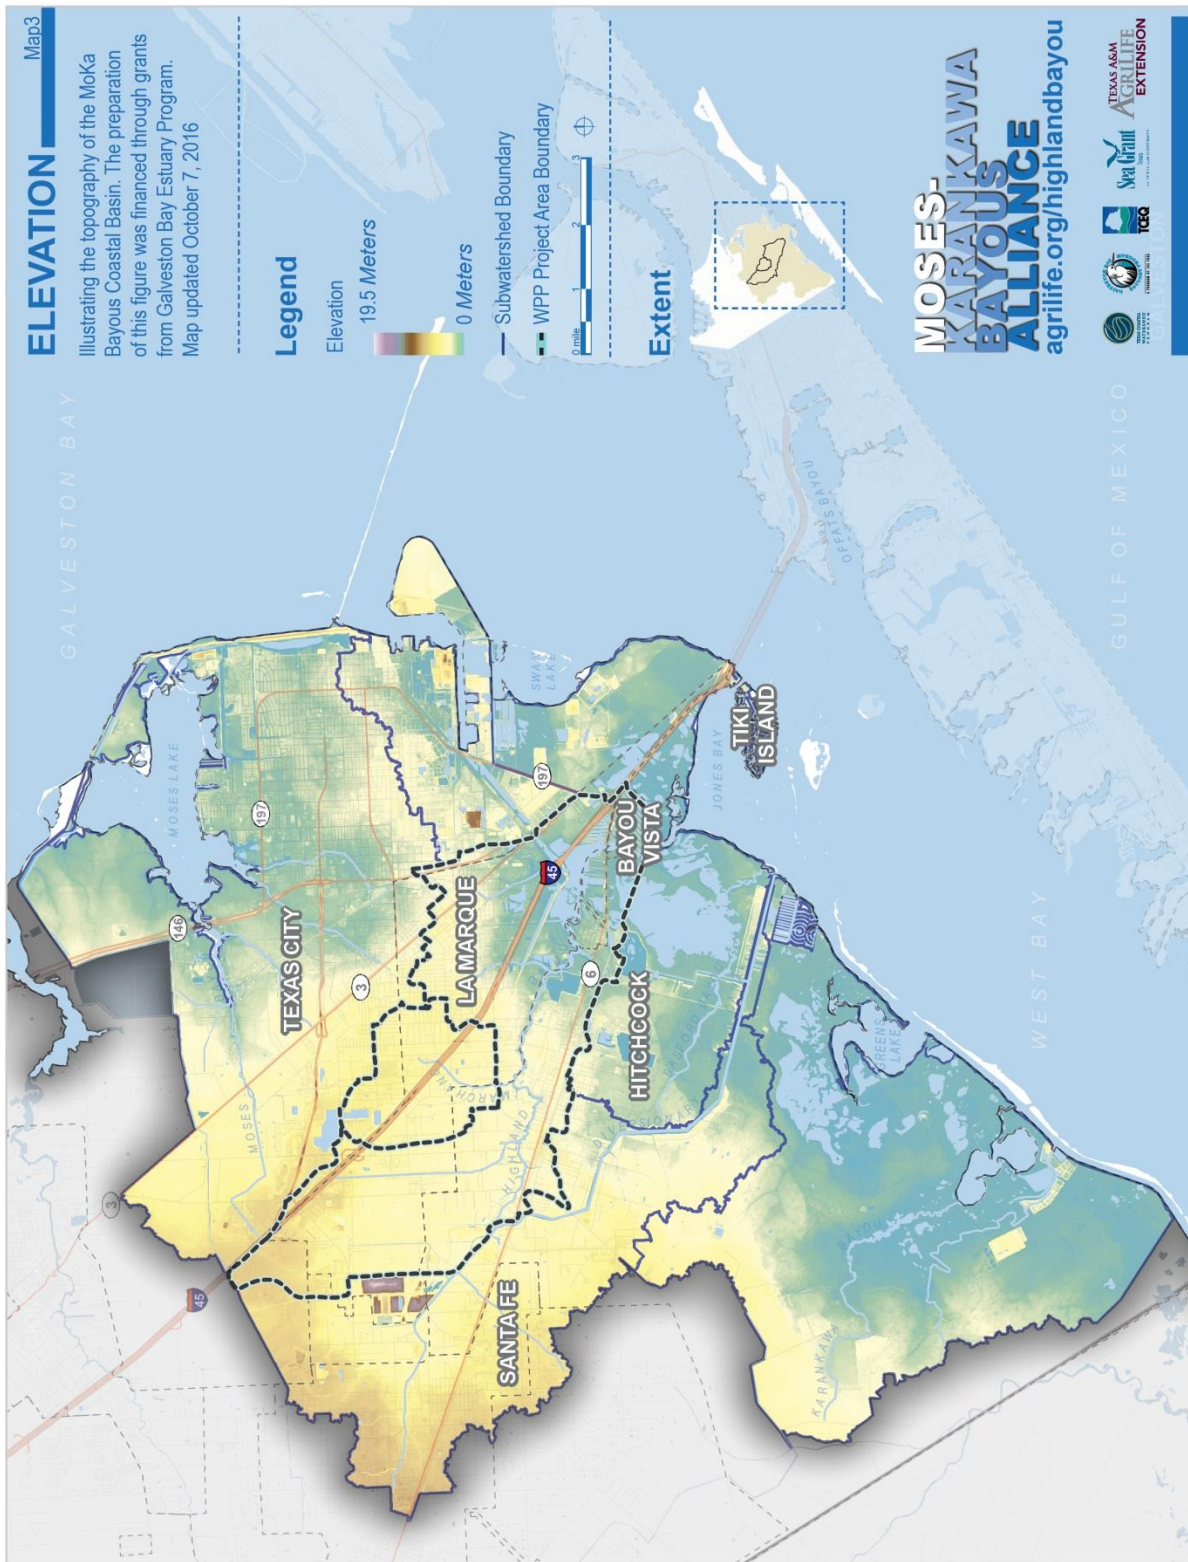 ELEVATION
Map3
Illustrating the topography of the MoKa
Bayous Coastal Basin. The preparation
of this figure was financed through grants
from Galveston Bay Estuary Program.
Map updated October 7, 2016
Legend
Elevation
19.5 Meters
0 Meters
Subwatershed Boundary
WPP Project Area Boundary
0 mile
1
2
3
Extent
MOSES-
KARANKAWA
BAYOUS
ALLIANCE
agrilife.org/highlandbayou
TCEQ
Sea Grant
Texas
TEXAS A&M
AGRILIFE
EXTENSION
GALVESTON BAY
MOSES LAKE
146
197
TEXAS CITY
3
3
MOSES
45
LA MARQUE
45
197
SWAN
LAKE
BAYOU
VISTA
TIKI
ISLAND
JONES BAY
6
HITCHCOCK
MARCHAND
HIGHLAND
SANTA FE
GREENS
LAKE
BAYOU
KARANKAWA
WEST BAY
OFFATS BAYOU
GULF OF MEXICO